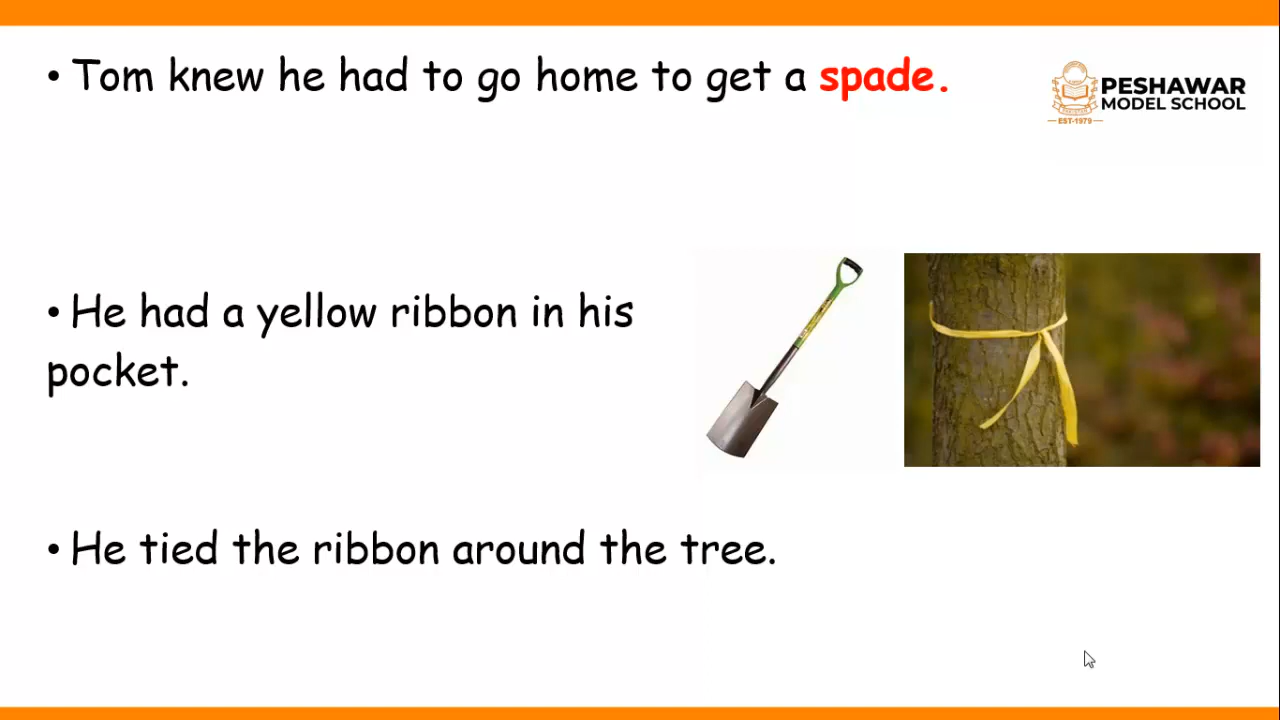 • Tom knew he had to go home to get a spade.
PESHAWAR
MODEL SCHOOL
EST-1979
• He had a yellow ribbon in his
pocket.
• He tied the ribbon around the tree.